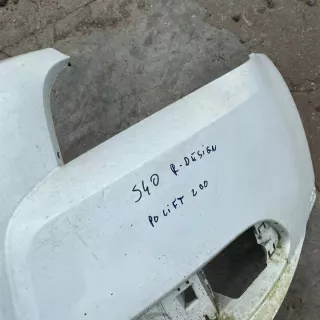 S40 R-DESIGN
PO LIFT 200